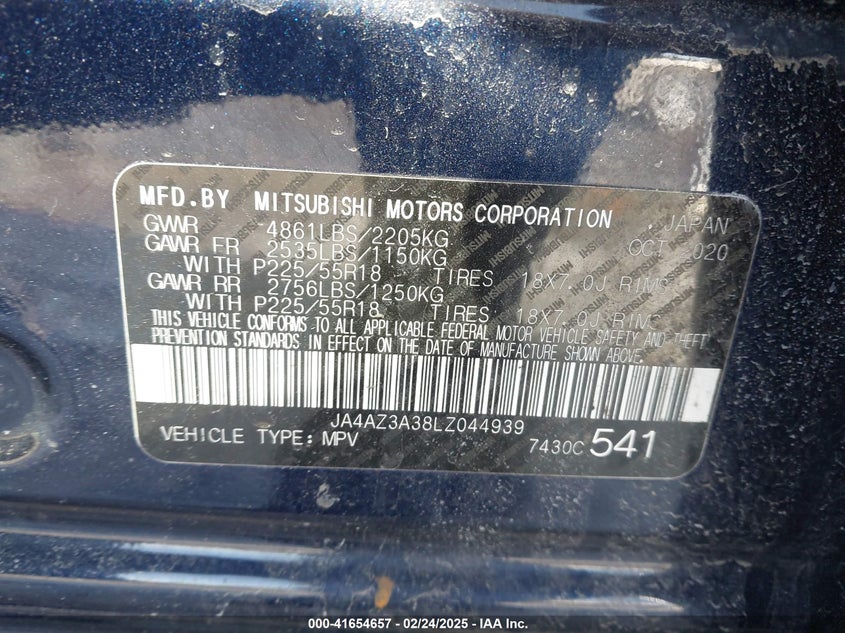 MFD.BY MITSUBISHI MOTORS CORPORATION JAPAN
GVWR 4861LBS/2205KG OCT 2020
GAWR FR 2535LBS/1150KG
WITH P225/55R18 TIRES 18X7.0J RIMS
GAWR RR 2756LBS/1250KG
WITH P225/55R18 TIRES 18X7.0J RIMS
THIS VEHICLE CONFORMS TO ALL APPLICABLE FEDERAL MOTOR VEHICLE SAFETY AND THEFT
PREVENTION STANDARDS IN EFFECT ON THE DATE OF MANUFACTURE SHOWN ABOVE.
JA4AZ3A38LZ044939
VEHICLE TYPE:MPV 7430C 541
000-41654657 - 02/24/2025 - IAA Inc.